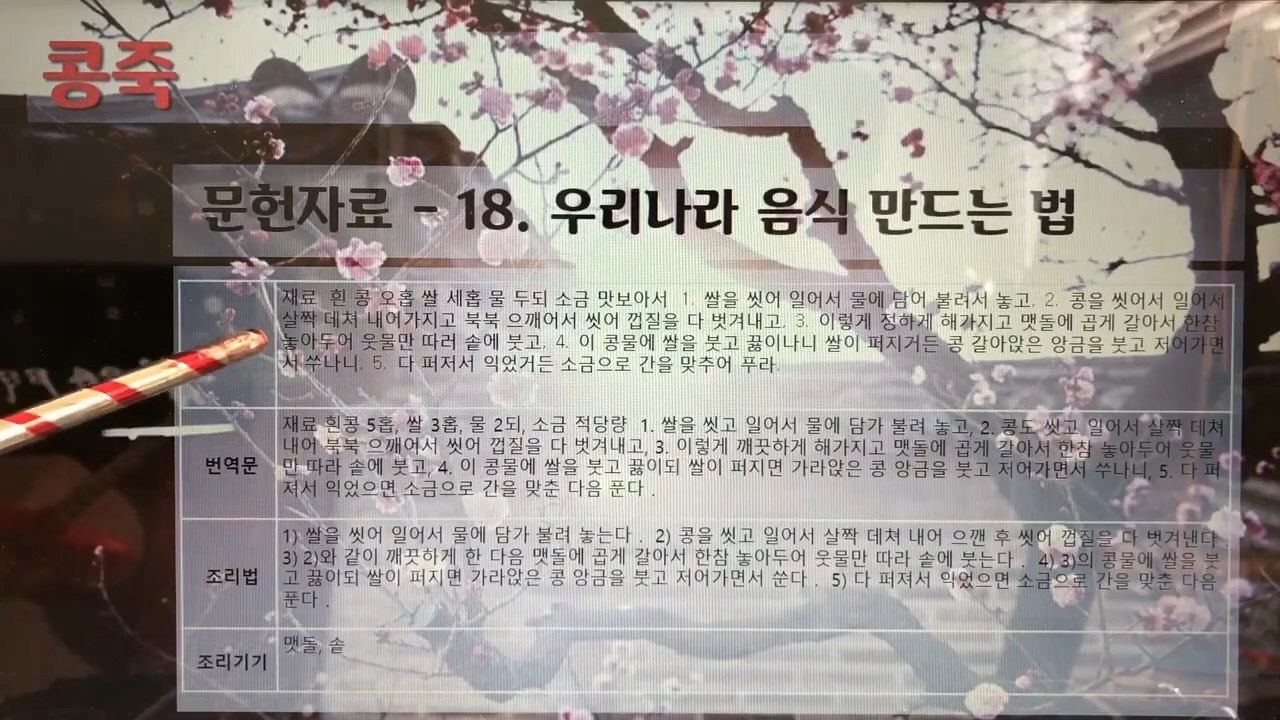 콩죽
문헌자료 - 18. 우리나라 음식 만드는 법
재료 흰 콩 오홉 쌀 세홉 물 두되 소금 맛보아서 1. 쌀을 씻어 일어서 물에 담어 불려서 놓고. 2. 콩을 씻어서 일어서
살짝 데쳐 내어가지고 북북 으깨어서 씻어 껍질을 다 벗겨내고. 3. 이렇게 정하게 해가지고 맷돌에 곱게 갈아서 한참
놓아두어 웃물만 따러 솥에 붓고. 4. 이 콩물에 쌀을 붓고 끓이나니 쌀이 퍼지거든 콩 갈아앉은 앙금을 붓고 저어가면
서 쑤나니. 5. 다 퍼저서 익었거든 소금으로 간을 맞추어 푸라.
번역문
재료 흰콩 5홉, 쌀 3홉, 물 2되, 소금 적당량 1. 쌀을 씻고 일어서 물에 담가 불려 놓고, 2. 콩도 씻고 일어서 살짝 데쳐
내어 북북 으깨어서 씻어 껍질을 다 벗겨내고, 3. 이렇게 깨끗하게 해가지고 맷돌에 곱게 갈아서 한참 놓아두어 웃물
만 따라 솥에 붓고, 4. 이 콩물에 쌀을 붓고 끓이되 쌀이 퍼지면 가라앉은 콩 앙금을 붓고 저어가면서 쑤나니, 5. 다 퍼
져서 익었으면 소금으로 간을 맞춘 다음 푼다 .
조리법
1) 쌀을 씻어 일어서 물에 담가 불려 놓는다 . 2) 콩을 씻고 일어서 살짝 데쳐 내어 으깬 후 씻어 껍질을 다 벗겨낸다 .
3) 2)와 같이 깨끗하게 한 다음 맷돌에 곱게 갈아서 한참 놓아두어 웃물만 따라 솥에 붓는다 . 4) 3)의 콩물에 쌀을 붓
고 끓이되 쌀이 퍼지면 가라앉은 콩 앙금을 붓고 저어가면서 쑨다 . 5) 다 퍼져서 익었으면 소금으로 간을 맞춘 다음
푼다 .
조리기기
맷돌, 솥